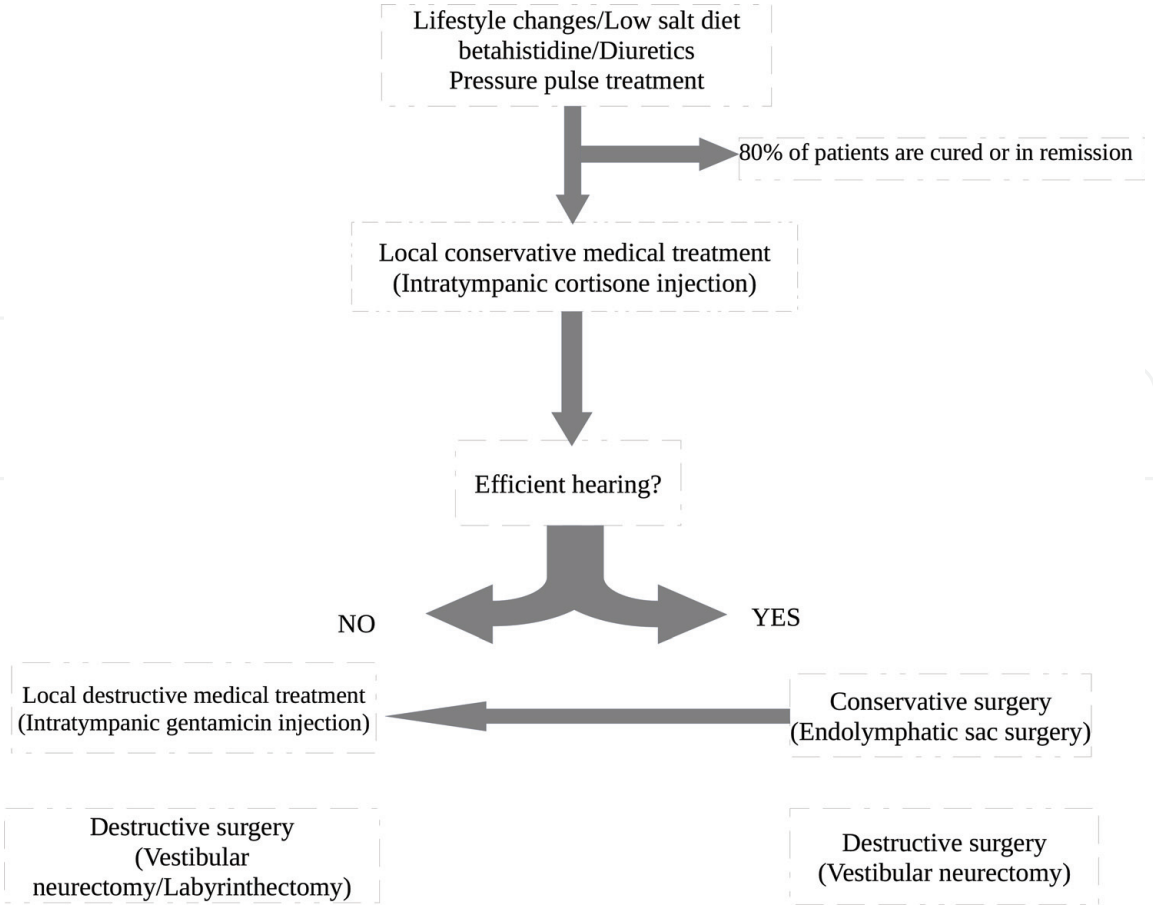 Lifestyle changes/Low salt diet
betahistidine/Diuretics
Pressure pulse treatment
80% of patients are cured or in remission
Local conservative medical treatment
(Intratympanic cortisone injection)
Efficient hearing?
NO
YES
Local destructive medical treatment
(Intratympanic gentamicin injection)
Conservative surgery
(Endolymphatic sac surgery)
Destructive surgery
(Vestibular
neurectomy/Labyrinthectomy)
Destructive surgery
(Vestibular neurectomy)